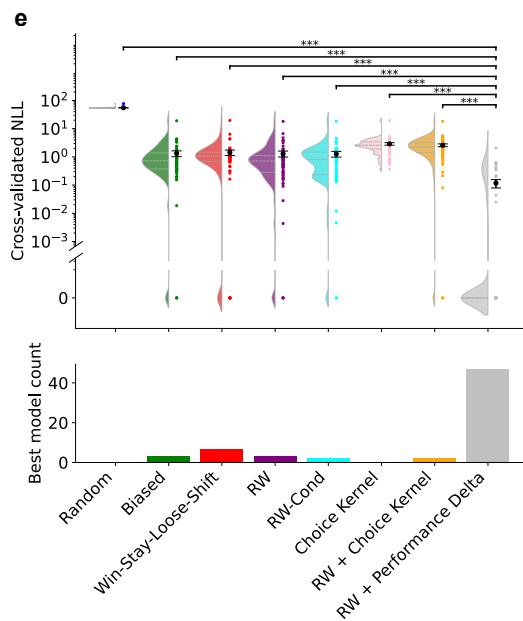 e
***
***
***
***
***
***
***
Cross-validated NLL
10²
10¹
10⁰
10⁻¹
10⁻²
10⁻³
0
Best model count
40
20
0
Random
Biased
Win-Stay-Loose-Shift
RW
RW-Cond
Choice Kernel
RW + Choice Kernel
RW + Performance Delta